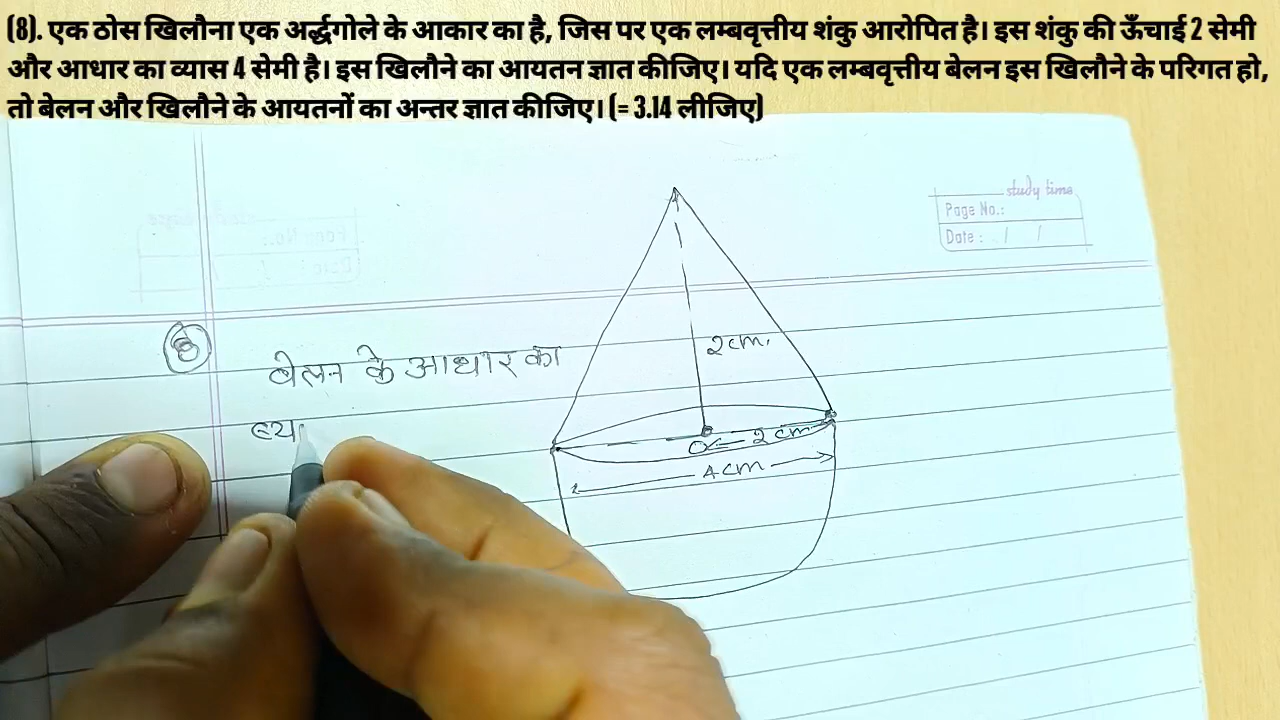 (8). एक ठोस खिलौना एक अर्द्धगोले के आकार का है, जिस पर एक लम्बवृत्तीय शंकु आरोपित है। इस शंकु की ऊँचाई 2 सेमी
और आधार का व्यास 4 सेमी है। इस खिलौने का आयतन ज्ञात कीजिए। यदि एक लम्बवृत्तीय बेलन इस खिलौने के परिगत हो,
तो बेलन और खिलौने के आयतनों का अन्तर ज्ञात कीजिए। (= 3.14 लीजिए)
study time
Page No.:
Date : / /
2cm.
8
बेलन के आधार का
व्या
2 cm
4cm